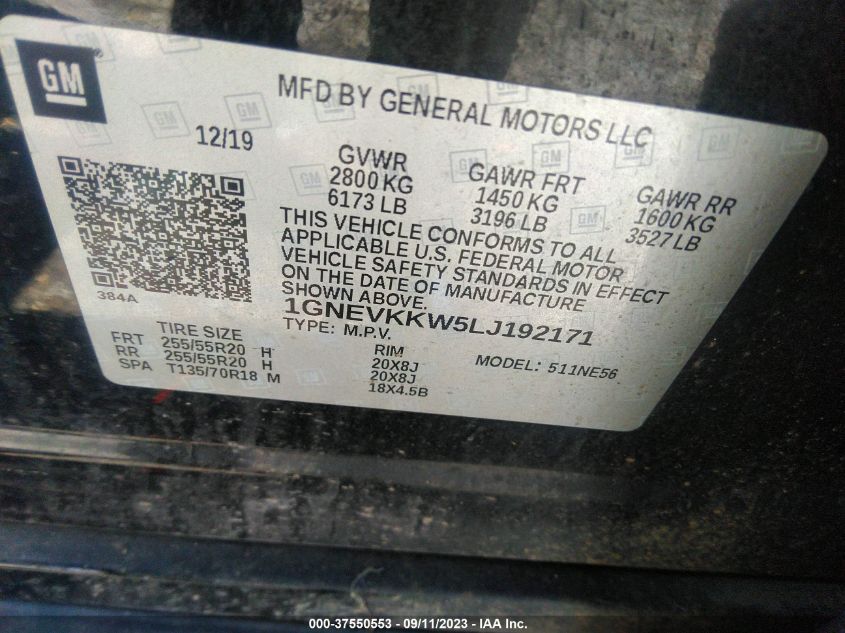 GM
MFD BY GENERAL MOTORS LLC
12/19
GVWR
2800 KG
6173 LB
GAWR FRT
1450 KG
3196 LB
GAWR RR
1600 KG
3527 LB
THIS VEHICLE CONFORMS TO ALL
APPLICABLE U.S. FEDERAL MOTOR
VEHICLE SAFETY STANDARDS IN EFFECT
ON THE DATE OF MANUFACTURE
SHOWN ABOVE.
384A
1GNEVKKW5LJ192171
TYPE: M.P.V.
MODEL: 511NE56
TIRE SIZE RIM
FRT 255/55R20 H 20X8J
RR 255/55R20 H 20X8J
SPA T135/70R18 M 18X4.5B
000-37550553 - 09/11/2023 - IAA Inc.